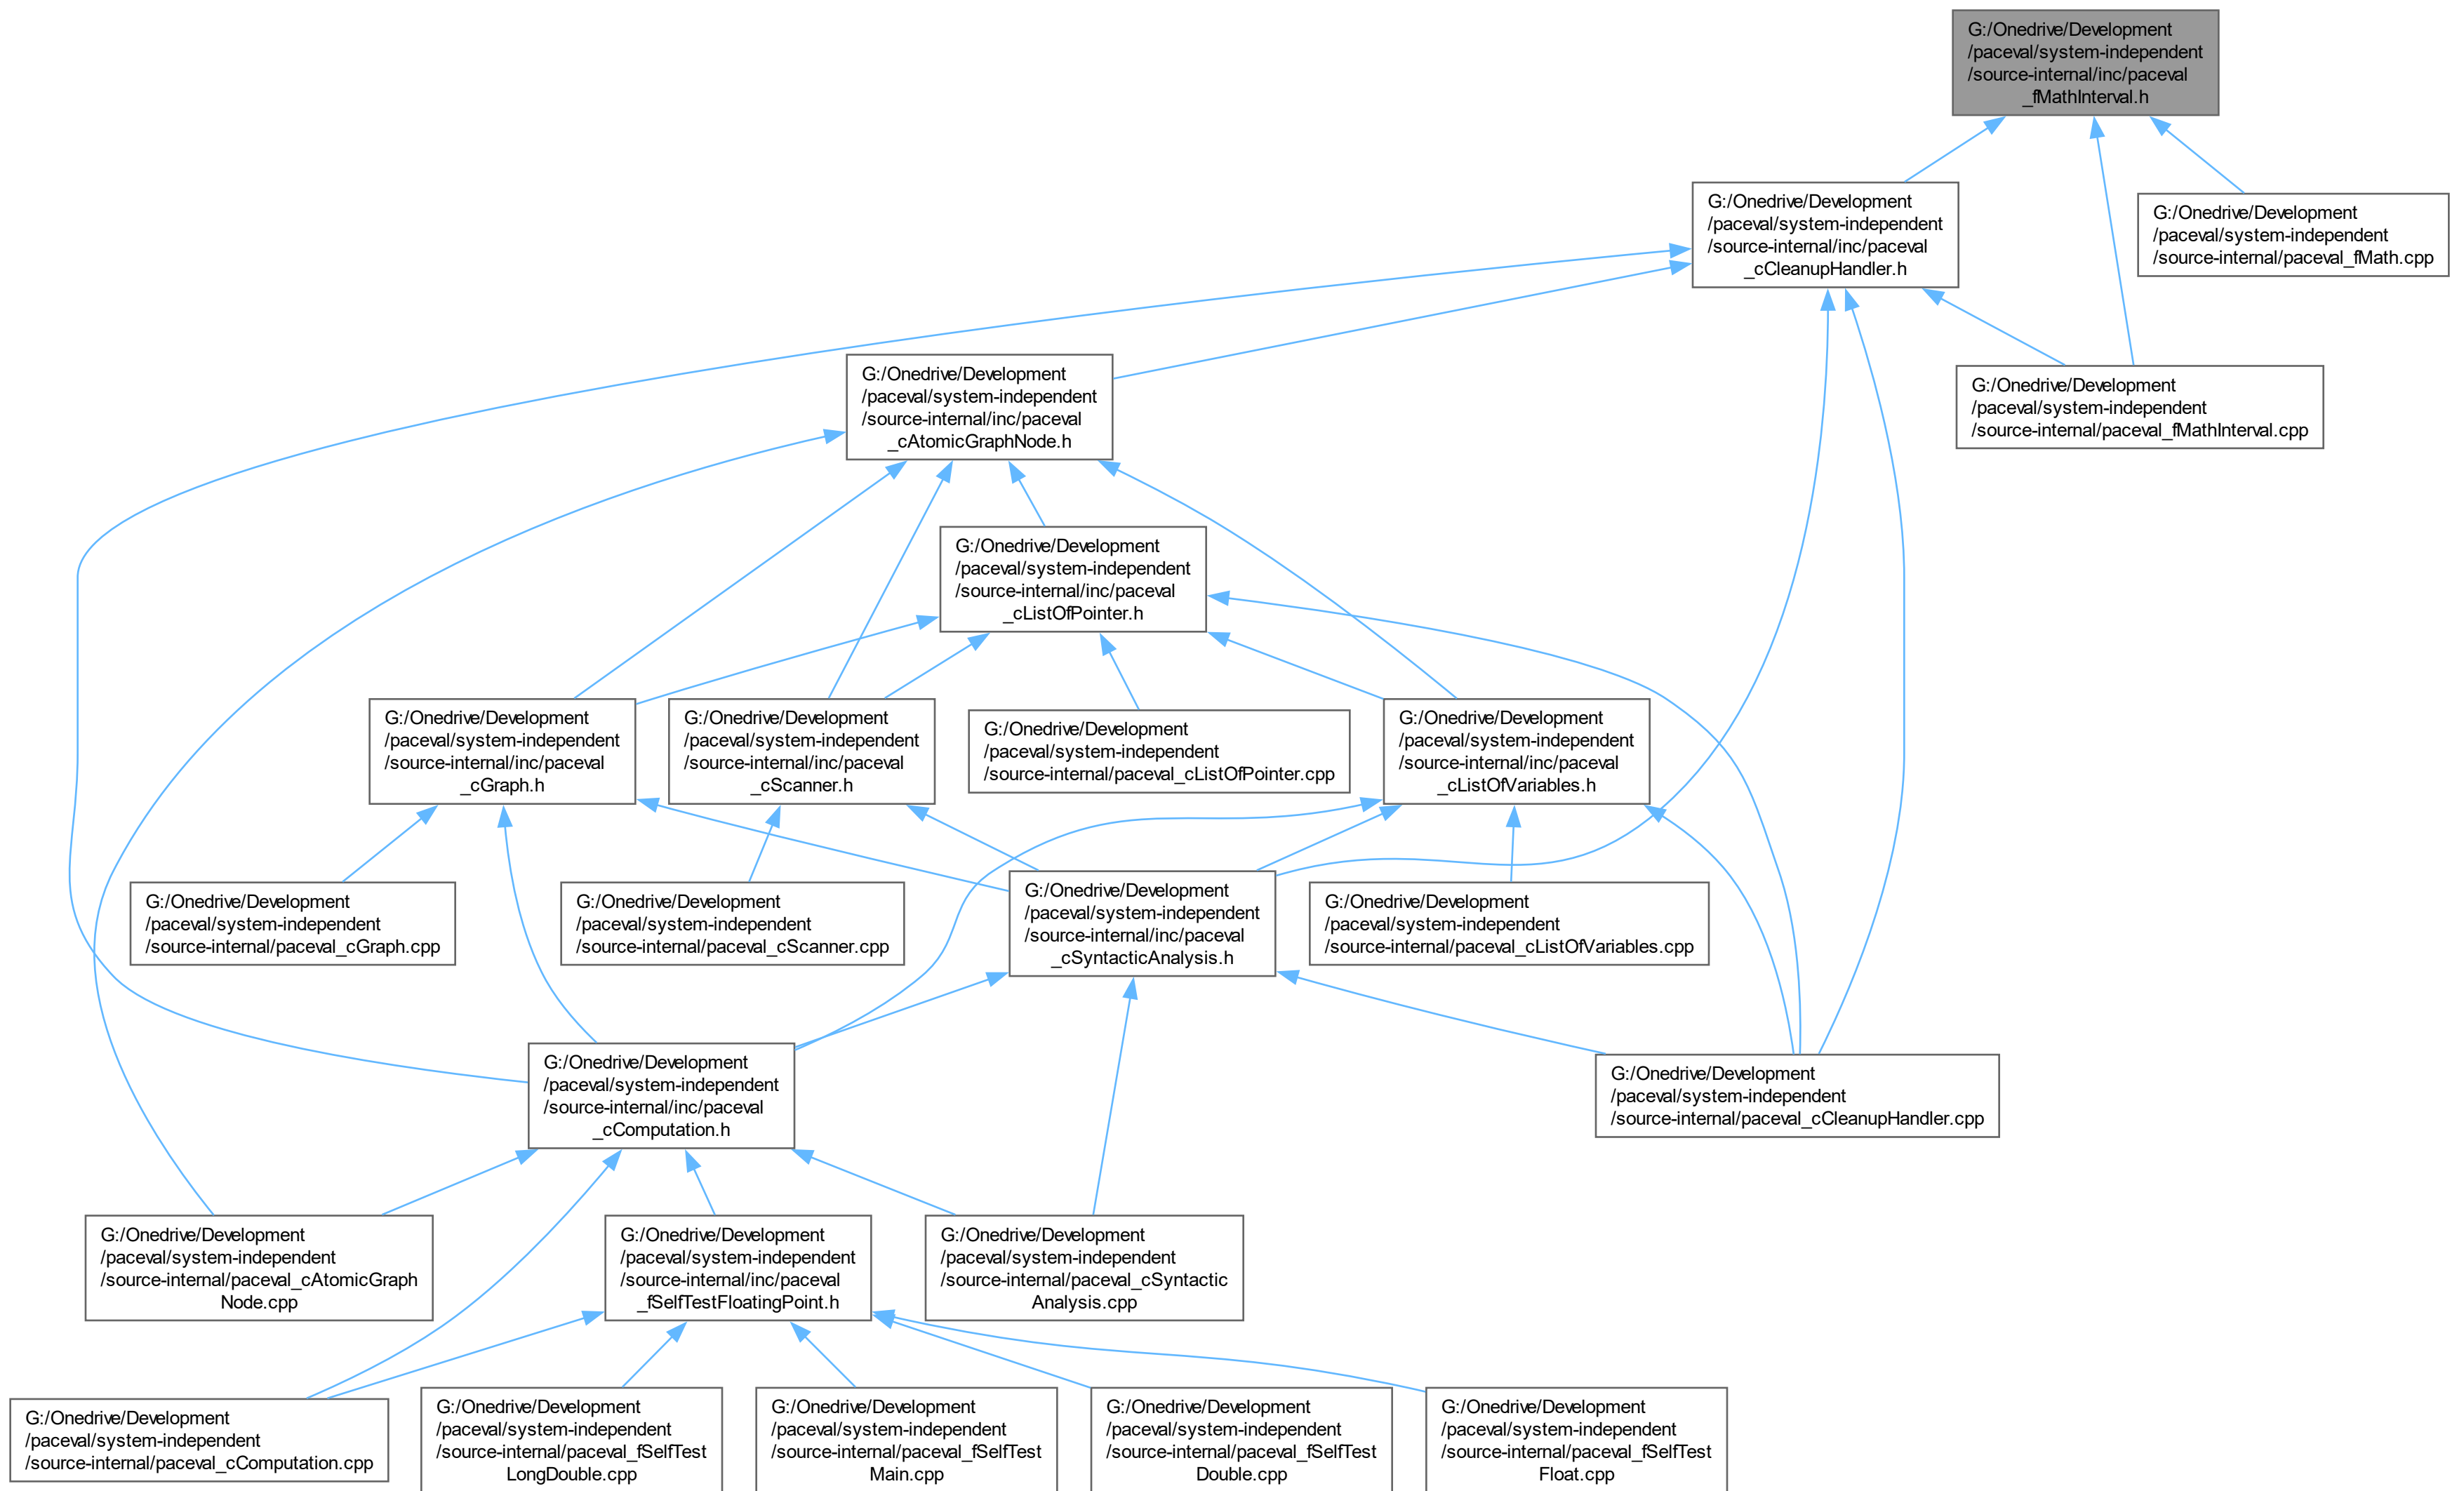 G:/Onedrive/Development
/paceval/system-independent
/source-internal/inc/paceval
_fMathInterval.h
G:/Onedrive/Development
/paceval/system-independent
/source-internal/inc/paceval
_cCleanupHandler.h
G:/Onedrive/Development
/paceval/system-independent
/source-internal/paceval_fMath.cpp
G:/Onedrive/Development
/paceval/system-independent
/source-internal/inc/paceval
_cAtomicGraphNode.h
G:/Onedrive/Development
/paceval/system-independent
/source-internal/paceval_fMathInterval.cpp
G:/Onedrive/Development
/paceval/system-independent
/source-internal/inc/paceval
_cListOfPointer.h
G:/Onedrive/Development
/paceval/system-independent
/source-internal/inc/paceval
_cGraph.h
G:/Onedrive/Development
/paceval/system-independent
/source-internal/inc/paceval
_cScanner.h
G:/Onedrive/Development
/paceval/system-independent
/source-internal/paceval_cListOfPointer.cpp
G:/Onedrive/Development
/paceval/system-independent
/source-internal/inc/paceval
_cListOfVariables.h
G:/Onedrive/Development
/paceval/system-independent
/source-internal/paceval_cGraph.cpp
G:/Onedrive/Development
/paceval/system-independent
/source-internal/paceval_cScanner.cpp
G:/Onedrive/Development
/paceval/system-independent
/source-internal/inc/paceval
_cSyntacticAnalysis.h
G:/Onedrive/Development
/paceval/system-independent
/source-internal/paceval_cListOfVariables.cpp
G:/Onedrive/Development
/paceval/system-independent
/source-internal/inc/paceval
_cComputation.h
G:/Onedrive/Development
/paceval/system-independent
/source-internal/paceval_cCleanupHandler.cpp
G:/Onedrive/Development
/paceval/system-independent
/source-internal/paceval_cAtomicGraph
Node.cpp
G:/Onedrive/Development
/paceval/system-independent
/source-internal/inc/paceval
_fSelfTestFloatingPoint.h
G:/Onedrive/Development
/paceval/system-independent
/source-internal/paceval_cSyntactic
Analysis.cpp
G:/Onedrive/Development
/paceval/system-independent
/source-internal/paceval_cComputation.cpp
G:/Onedrive/Development
/paceval/system-independent
/source-internal/paceval_fSelfTest
LongDouble.cpp
G:/Onedrive/Development
/paceval/system-independent
/source-internal/paceval_fSelfTest
Main.cpp
G:/Onedrive/Development
/paceval/system-independent
/source-internal/paceval_fSelfTest
Double.cpp
G:/Onedrive/Development
/paceval/system-independent
/source-internal/paceval_fSelfTest
Float.cpp